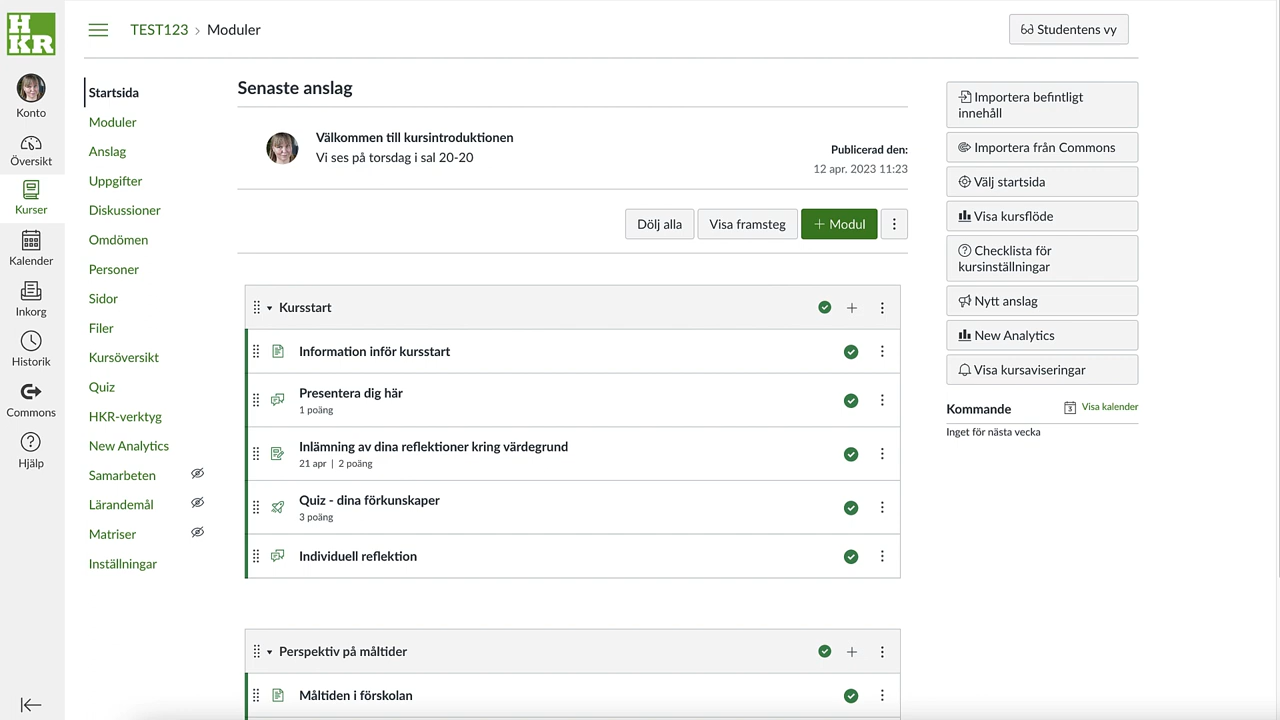 H
KR
TEST123 › Moduler
Studentens vy
Konto
Översikt
Kurser
Kalender
Inkorg
Historik
Commons
Hjälp
Startsida
Moduler
Anslag
Uppgifter
Diskussioner
Omdömen
Personer
Sidor
Filer
Kursöversikt
Quiz
HKR-verktyg
New Analytics
Samarbeten
Lärandemål
Matriser
Inställningar
Senaste anslag
Välkommen till kursintroduktionen
Vi ses på torsdag i sal 20-20
Publicerad den:
12 apr. 2023 11:23
Dölj alla
Visa framsteg
+ Modul
Kursstart
Information inför kursstart
Presentera dig här
1 poäng
Inlämning av dina reflektioner kring värdegrund
21 apr | 2 poäng
Quiz - dina förkunskaper
3 poäng
Individuell reflektion
Perspektiv på måltider
Måltiden i förskolan
Importera befintligt
innehåll
Importera från Commons
Välj startsida
Visa kursflöde
Checklista för
kursinställningar
Nytt anslag
New Analytics
Visa kursaviseringar
Kommande
3
Visa kalender
Inget för nästa vecka